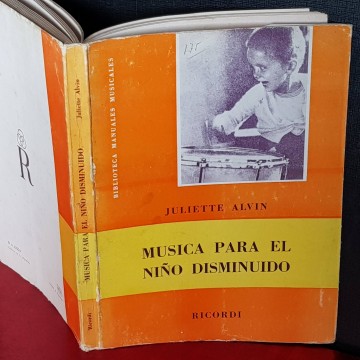 Juliette Alvin
MUSICA PARA EL NIÑO DISMINUIDO
Ricordi
BIBLIOTECA MANUALES MUSICALES
JULIETTE ALVIN
MUSICA PARA EL
NIÑO DISMINUIDO
RICORDI